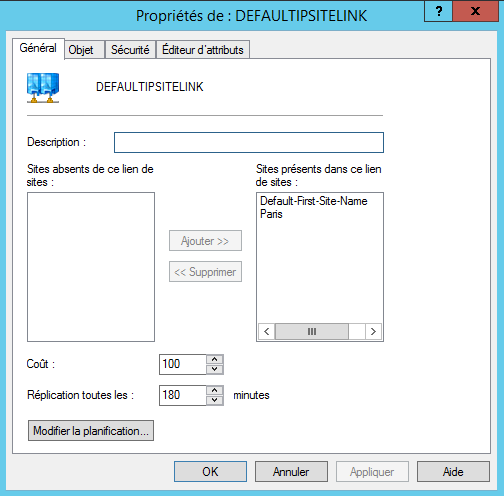 Propriétés de : DEFAULTIPSITELINK
?
x
Général
Objet
Sécurité
Éditeur d'attributs
DEFAULTIPSITELINK
Description :
Sites absents de ce lien de
sites :
Sites présents dans ce lien
de sites :
Default-First-Site-Name
Paris
Ajouter >>
<< Supprimer
Coût :
100
Réplication toutes les :
180
minutes
Modifier la planification...
OK
Annuler
Appliquer
Aide